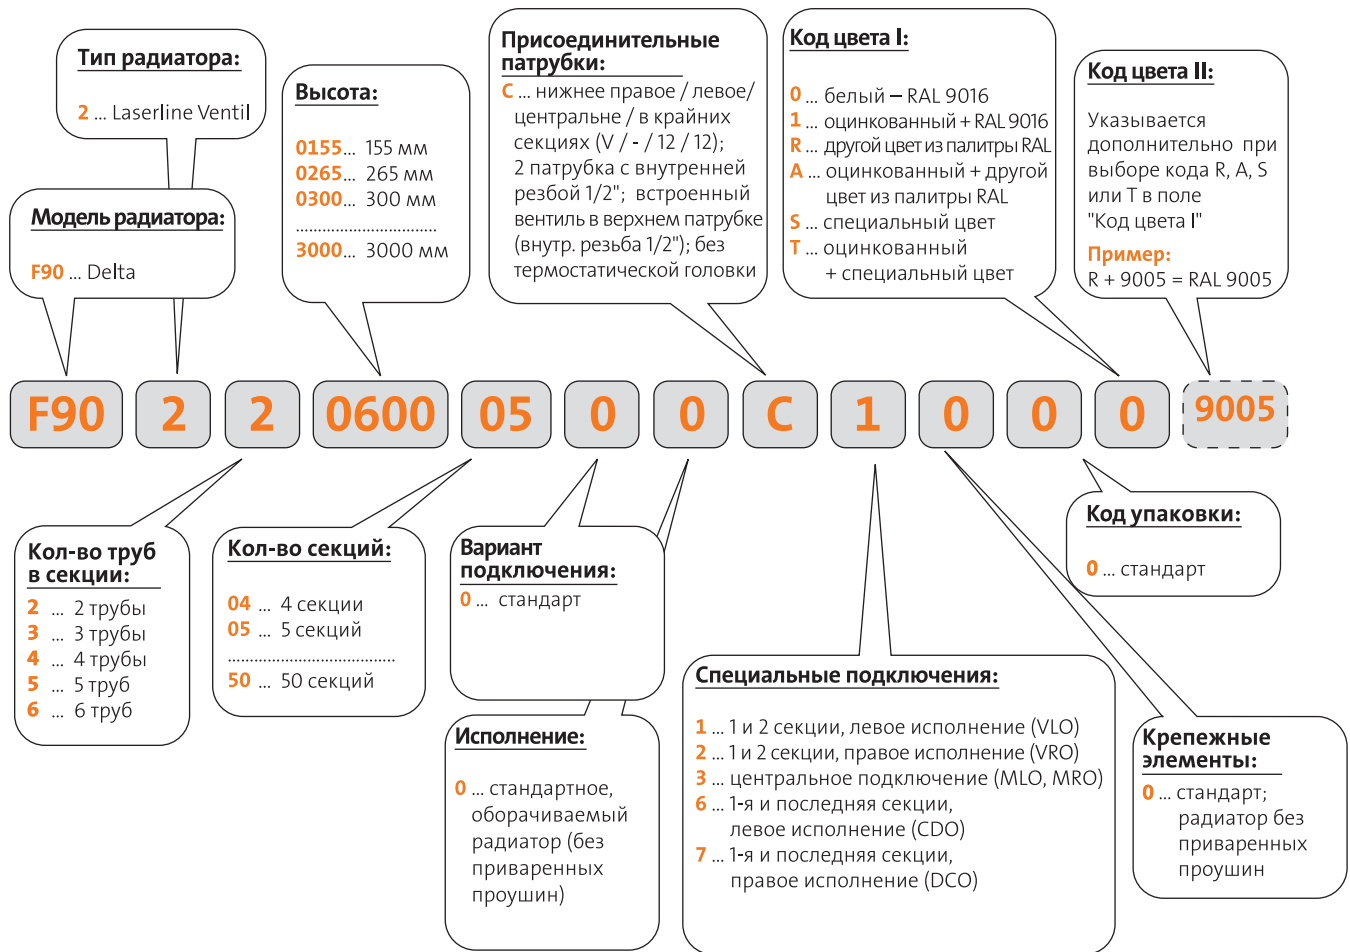 Тип радиатора:
2 ... Laserline Ventil
Модель радиатора:
F90 ... Delta
Высота:
0155... 155 мм
0265... 265 мм
0300... 300 мм
....................................
3000... 3000 мм
Присоединительные
патрубки:
C ... нижнее правое / левое/
центральне / в крайних
секциях (V / - / 12 / 12);
2 патрубка с внутренней
резбой 1/2"; встроенный
вентиль в верхнем патрубке
(внутр. резьба 1/2"); без
термостатической головки
Код цвета I:
0 ... белый – RAL 9016
1 ... оцинкованный + RAL 9016
R ... другой цвет из палитры RAL
A ... оцинкованный + другой
цвет из палитры RAL
S ... специальный цвет
T ... оцинкованный
+ специальный цвет
Код цвета II:
Указывается
дополнительно при
выборе кода R, A, S
или T в поле
"Код цвета I"
Пример:
R + 9005 = RAL 9005
F90 2 2 0600 05 0 0 C 1 0 0 0 9005
Кол-во труб
в секции:
2 ... 2 трубы
3 ... 3 трубы
4 ... 4 трубы
5 ... 5 труб
6 ... 6 труб
Кол-во секций:
04 ... 4 секции
05 ... 5 секций
..........................................
50 ... 50 секций
Вариант
подключения:
0 ... стандарт
Исполнение:
0 ... стандартное,
оборачиваемый
радиатор (без
приваренных
проушин)
Специальные подключения:
1 ... 1 и 2 секции, левое исполнение (VLO)
2 ... 1 и 2 секции, правое исполнение (VRO)
3 ... центральное подключение (MLO, MRO)
6 ... 1-я и последняя секции,
левое исполнение (CDO)
7 ... 1-я и последняя секции,
правое исполнение (DCO)
Код упаковки:
0 ... стандарт
Крепежные
элементы:
0 ... стандарт;
радиатор без
приваренных
проушин